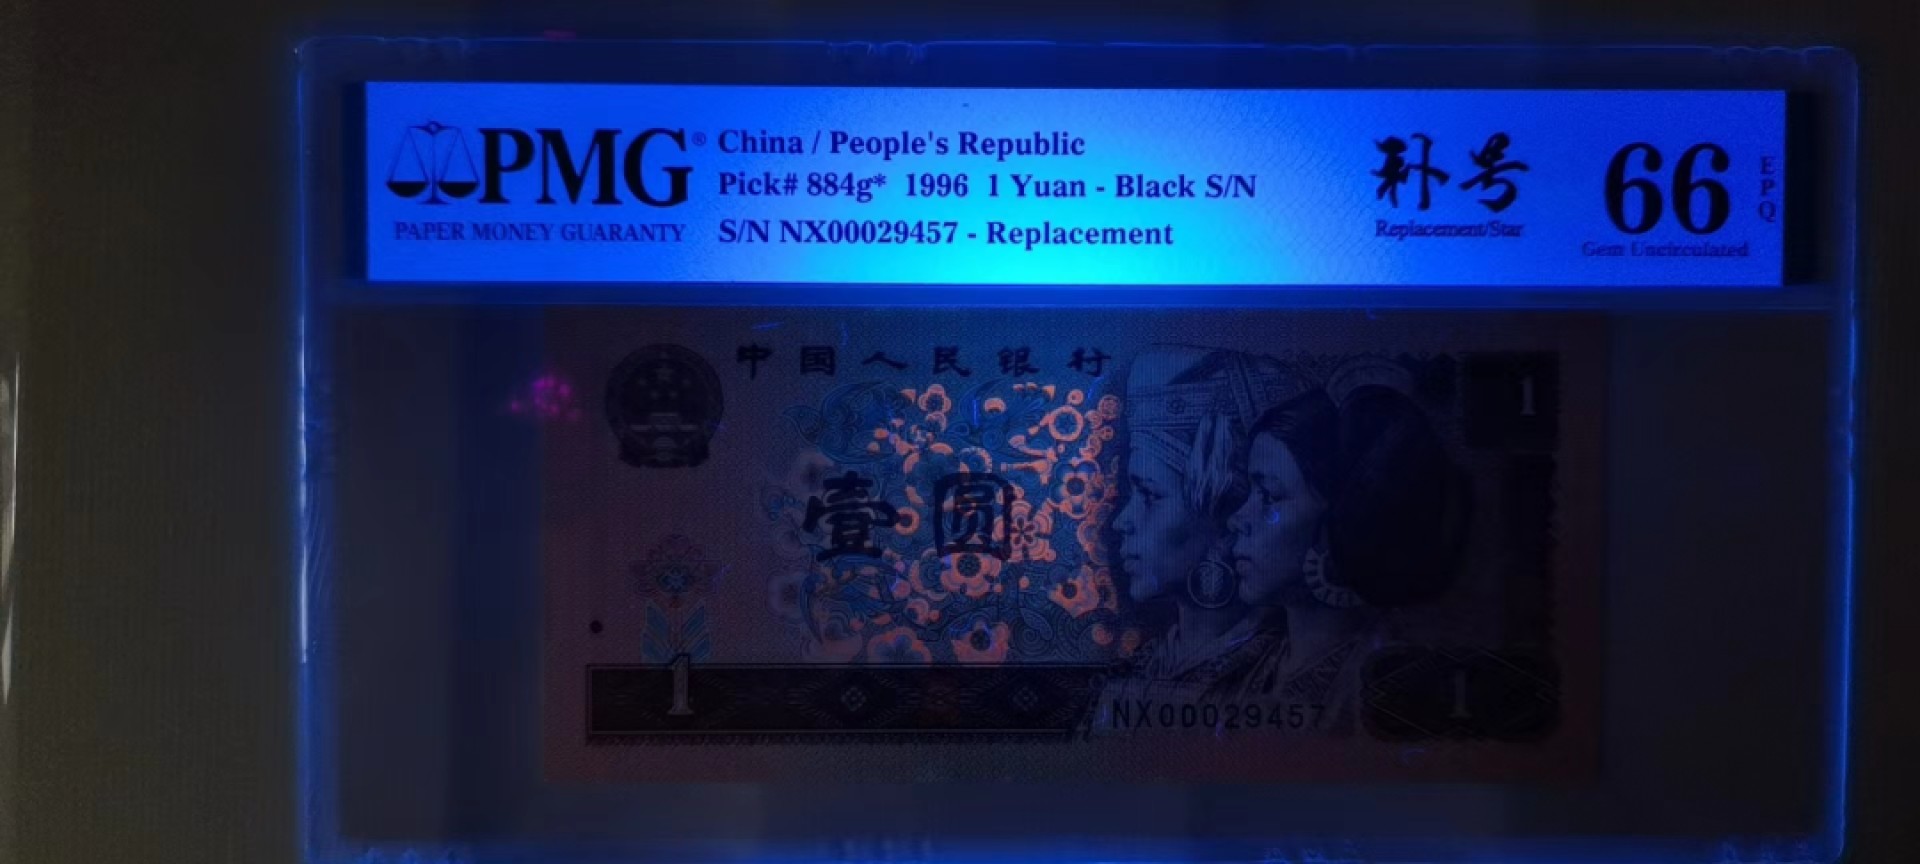 PMG®
PAPER MONEY GUARANTY
China / People's Republic
Pick# 884g* 1996 1 Yuan - Black S/N
S/N NX00029457 - Replacement
补号
Replacement/Star
66
EPQ
Gem Uncirculated
中国人民银行
1
壹圆
1
NX00029457
1